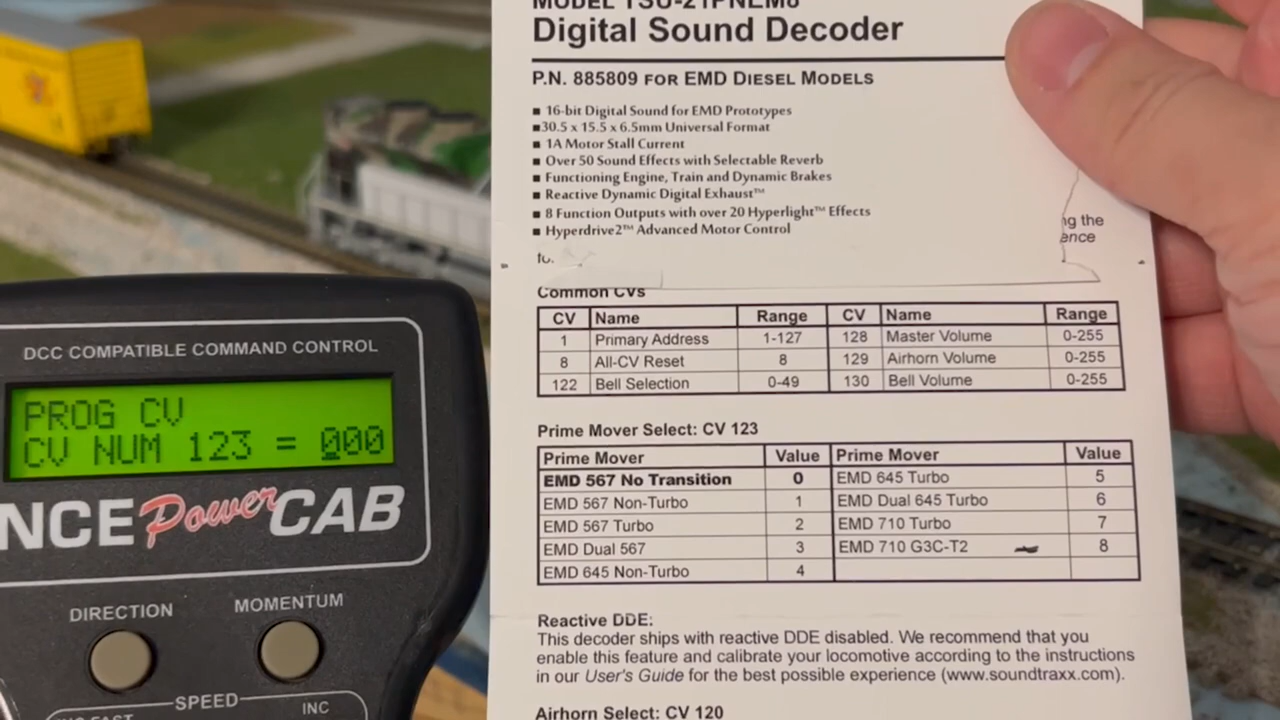 MODEL TSU-21PNEM8
Digital Sound Decoder
P.N. 885809 FOR EMD DIESEL MODELS
■ 16-bit Digital Sound for EMD Prototypes
■ 30.5 x 15.5 x 6.5mm Universal Format
■ 1A Motor Stall Current
■ Over 50 Sound Effects with Selectable Reverb
■ Functioning Engine, Train and Dynamic Brakes
■ Reactive Dynamic Digital Exhaust™
■ 8 Function Outputs with over 20 Hyperlight™ Effects
■ Hyperdrive2™ Advanced Motor Control
ng the
ence
Common CVs
CV Name Range CV Name Range
1 Primary Address 1-127 128 Master Volume 0-255
8 All-CV Reset 8 129 Airhorn Volume 0-255
122 Bell Selection 0-49 130 Bell Volume 0-255
Prime Mover Select: CV 123
Prime Mover Value Prime Mover Value
EMD 567 No Transition 0 EMD 645 Turbo 5
EMD 567 Non-Turbo 1 EMD Dual 645 Turbo 6
EMD 567 Turbo 2 EMD 710 Turbo 7
EMD Dual 567 3 EMD 710 G3C-T2 8
EMD 645 Non-Turbo 4
Reactive DDE:
This decoder ships with reactive DDE disabled. We recommend that you
enable this feature and calibrate your locomotive according to the instructions
in our User's Guide for the best possible experience (www.soundtraxx.com).
Airhorn Select: CV 120
DCC COMPATIBLE COMMAND CONTROL
PROG CV
CV NUM 123 = 000
NCE Power CAB
DIRECTION MOMENTUM
SPEED
INC FAST INC